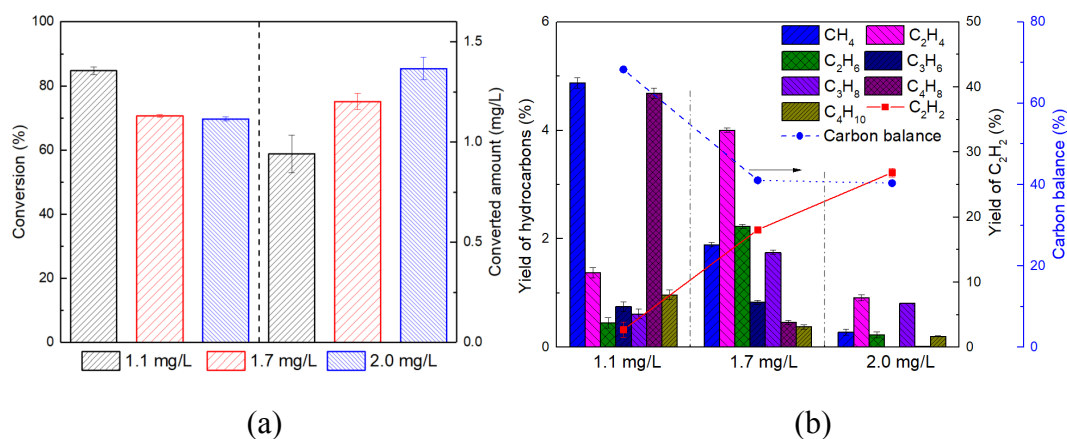 100
80
60
40
20
0
Conversion (%)
1.5
1.0
0.5
0.0
Converted amount (mg/L)
1.1 mg/L
1.7 mg/L
2.0 mg/L
(a)
6
4
2
0
Yield of hydrocarbons (%)
CH4
C2H4
C2H6
C3H6
C3H8
C4H8
C4H10
C2H2
Carbon balance
1.1 mg/L
1.7 mg/L
2.0 mg/L
50
40
30
20
10
0
Yield of C2H2 (%)
80
60
40
20
0
Carbon balance (%)
(b)